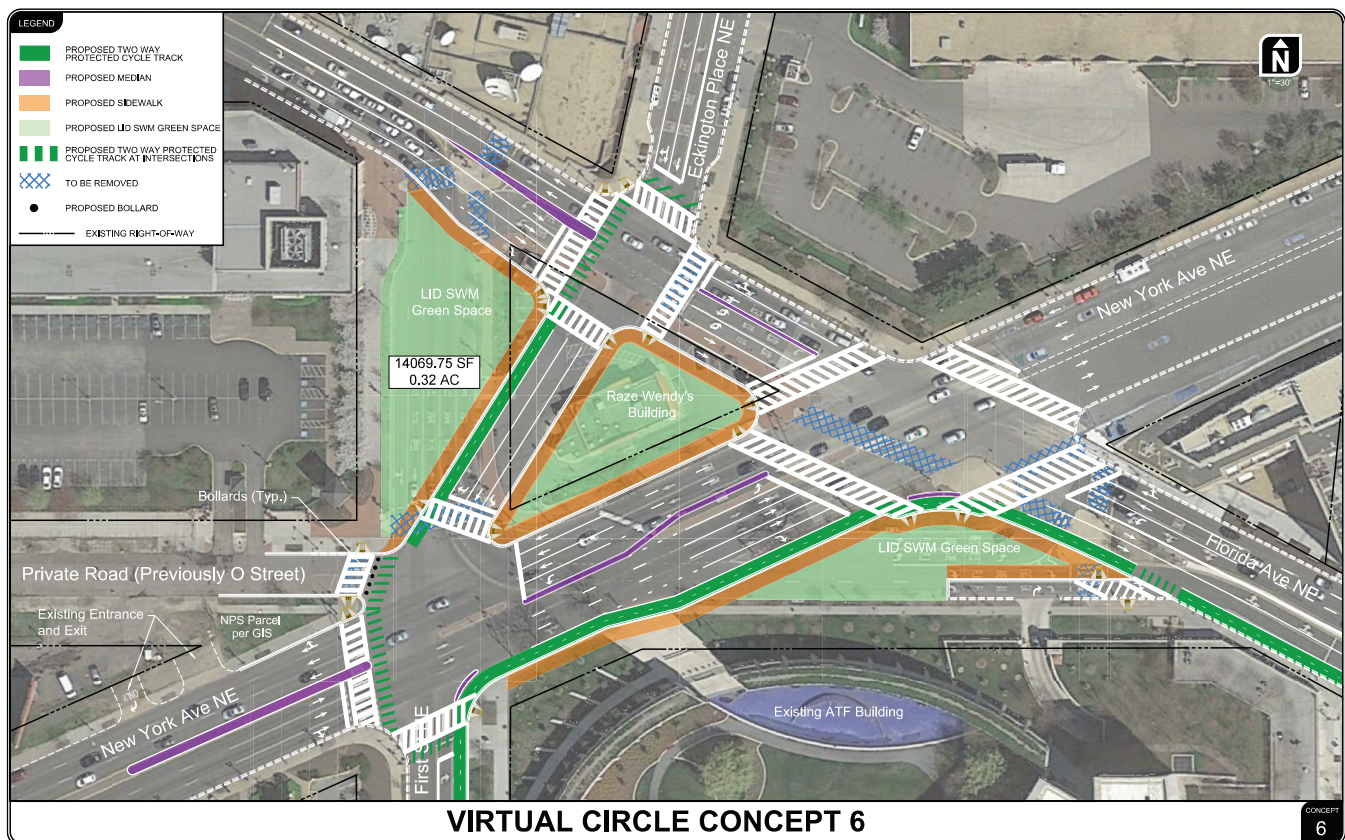 LEGEND
PROPOSED TWO WAY
PROTECTED CYCLE TRACK
PROPOSED MEDIAN
PROPOSED SIDEWALK
PROPOSED LID SWM GREEN SPACE
PROPOSED TWO WAY PROTECTED
CYCLE TRACK AT INTERSECTIONS
TO BE REMOVED
PROPOSED BOLLARD
EXISTING RIGHT-OF-WAY
N
1"=30'
Eckington Place NE
New York Ave NE
LID SWM
Green Space
14069.75 SF
0.32 AC
Raze Wendy's
Building
Bollards (Typ.)
LID SWM Green Space
Florida Ave NE
Private Road (Previously O Street)
Existing Entrance
and Exit
NPS Parcel
per GIS
New York Ave NE
Existing ATF Building
VIRTUAL CIRCLE CONCEPT 6
CONCEPT
6